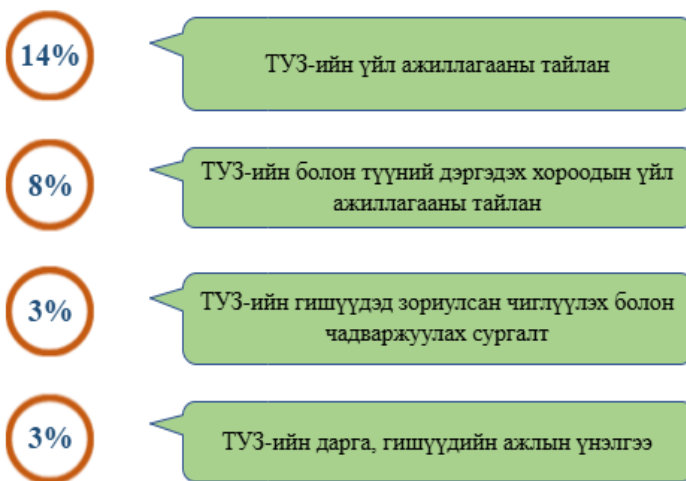 14%
ТУЗ-ийн үйл ажиллагааны тайлан
8%
ТУЗ-ийн болон түүний дэргэдэх хороодын үйл
ажиллагааны тайлан
3%
ТУЗ-ийн гишүүдэд зориулсан чиглүүлэх болон
чадваржуулах сургалт
3%
ТУЗ-ийн дарга, гишүүдийн ажлын үнэлгээ